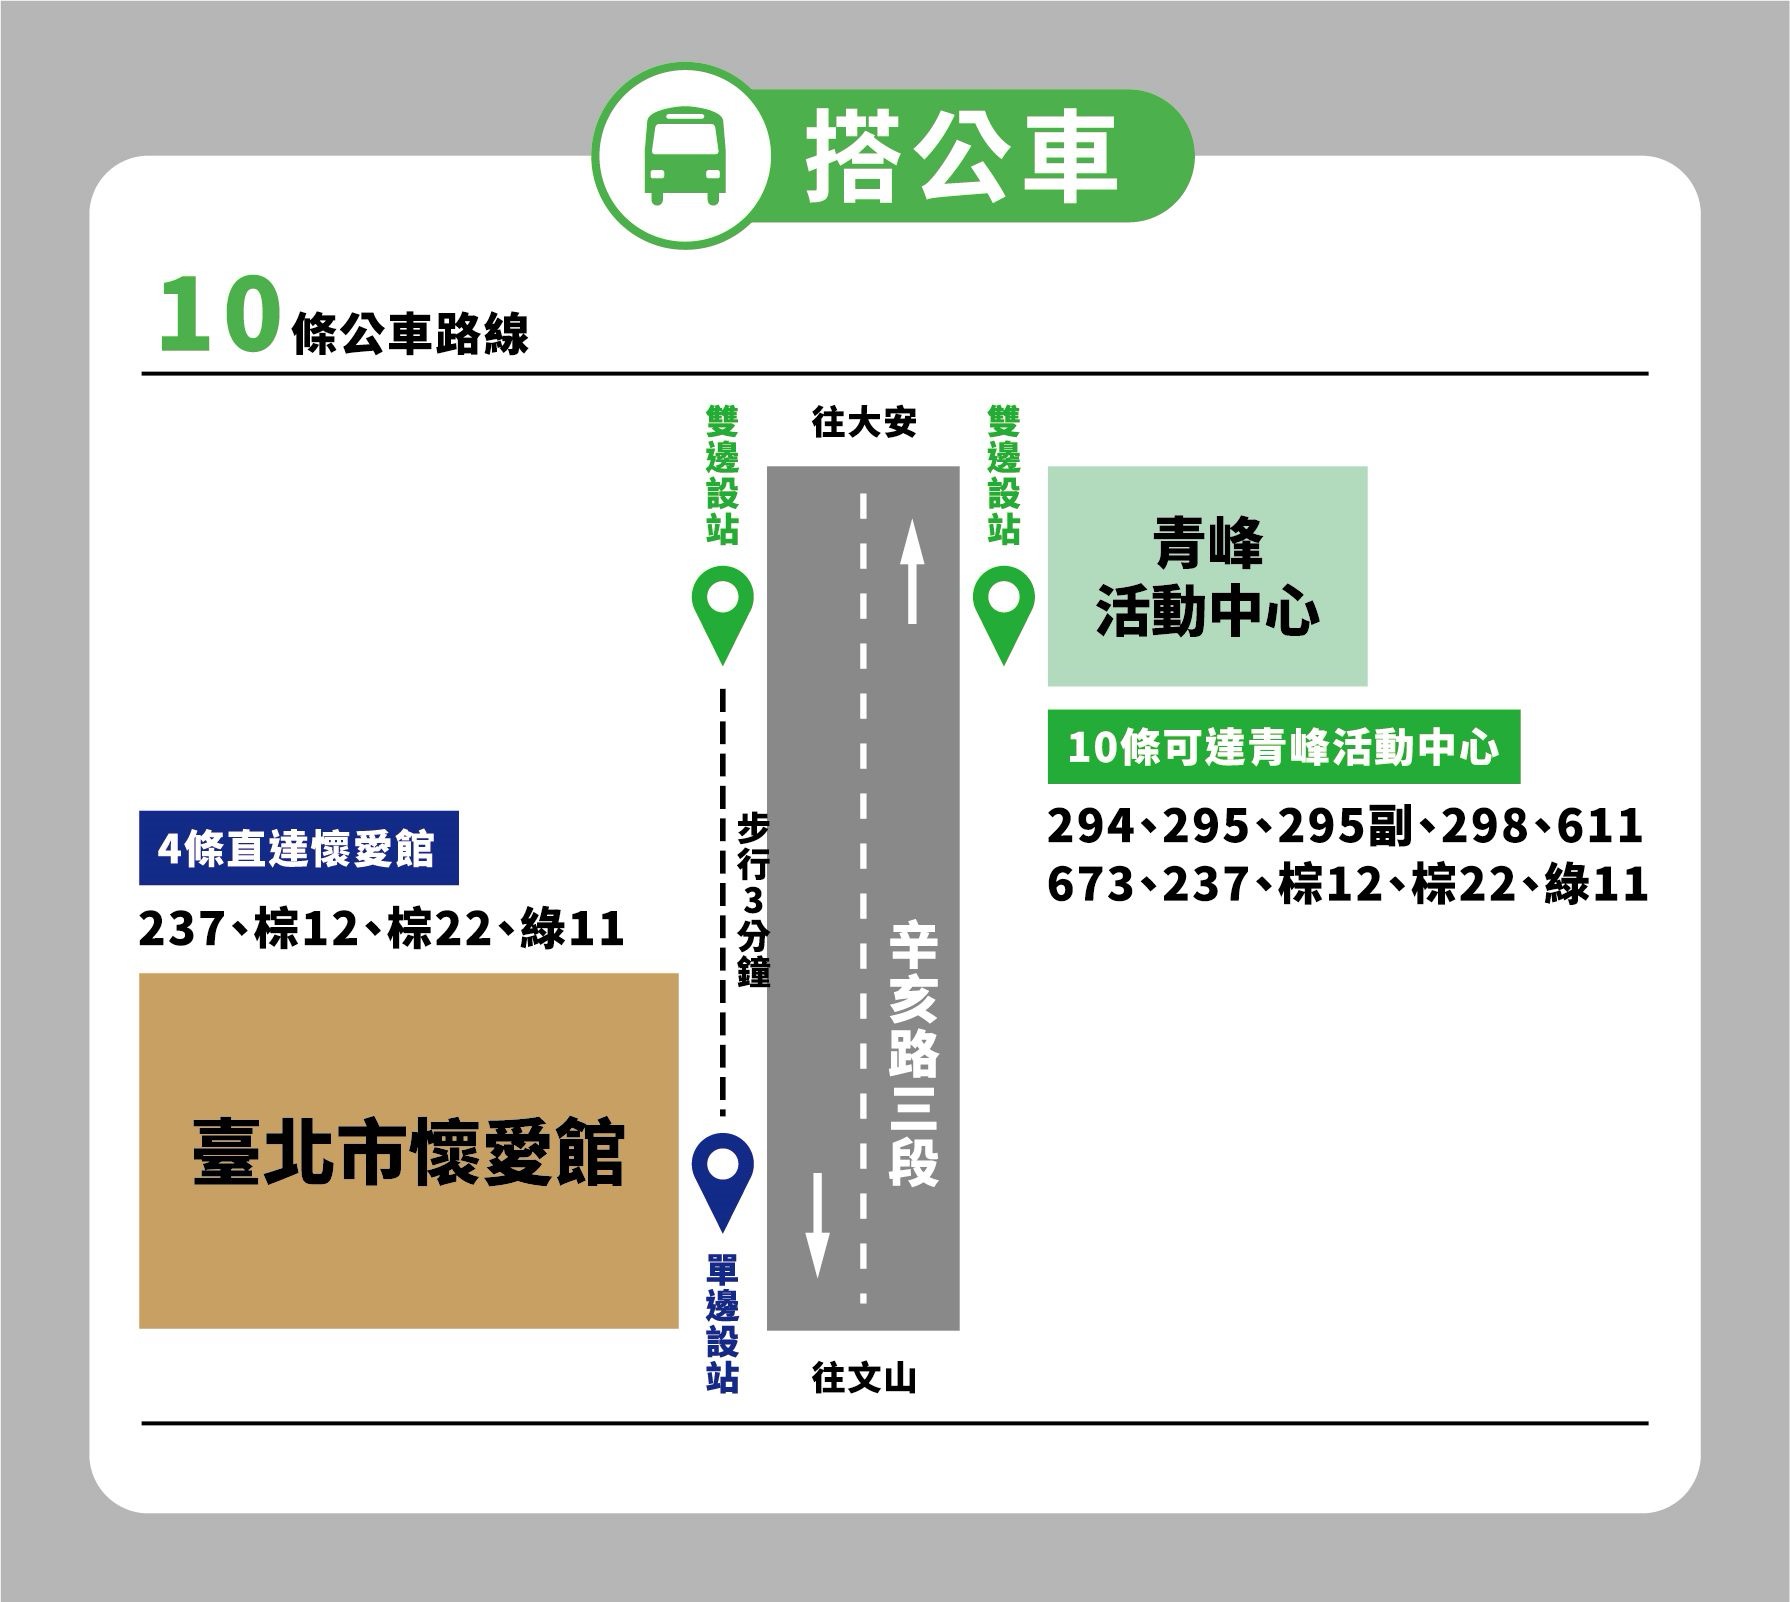 搭公車
10條公車路線
往大安
雙邊設站
雙邊設站
青峰
活動中心
10條可達青峰活動中心
294、295、295副、298、611
673、237、棕12、棕22、綠11
4條直達懷愛館
237、棕12、棕22、綠11
步行3分鐘
辛亥路三段
臺北市懷愛館
單邊設站
往文山